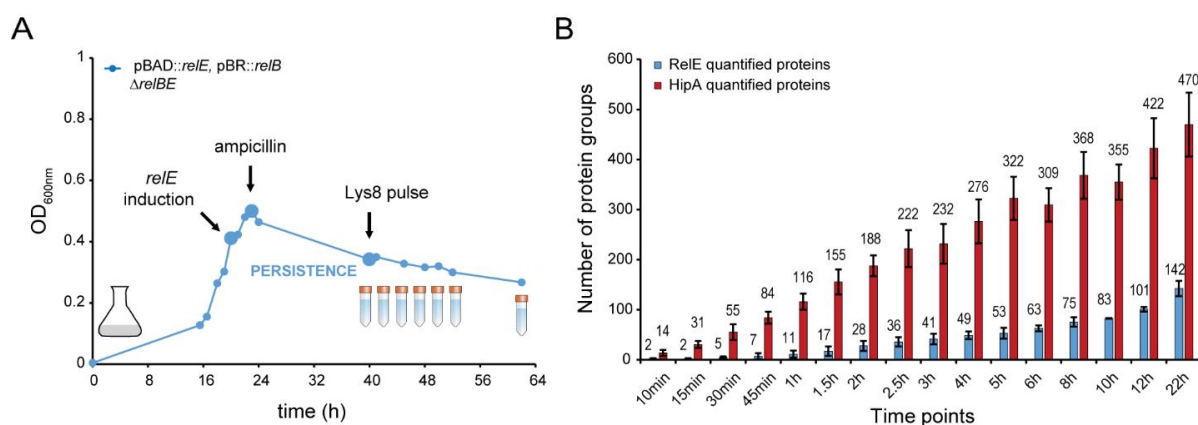 A
pBAD::relE, pBR::relB
ΔrelBE
1
0.8
0.6
0.4
0.2
0
OD600nm
relE
induction
ampicillin
Lys8 pulse
PERSISTENCE
0 8 16 24 32 40 48 56 64
time (h)
B
RelE quantified proteins
HipA quantified proteins
600
500
400
300
200
100
0
Number of protein groups
2 14 2 31 5 55 7 84 11 116 17 155 28 188 36 222 41 232 49 276 53 322 63 309 75 368 83 355 101 422 142 470
10min 15min 30min 45min 1h 1.5h 2h 2.5h 3h 4h 5h 6h 8h 10h 12h 22h
Time points